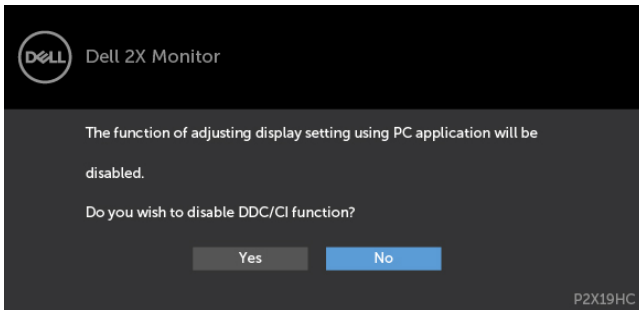 DELL
Dell 2X Monitor
The function of adjusting display setting using PC application will be
disabled.
Do you wish to disable DDC/CI function?
Yes
No
P2X19HC